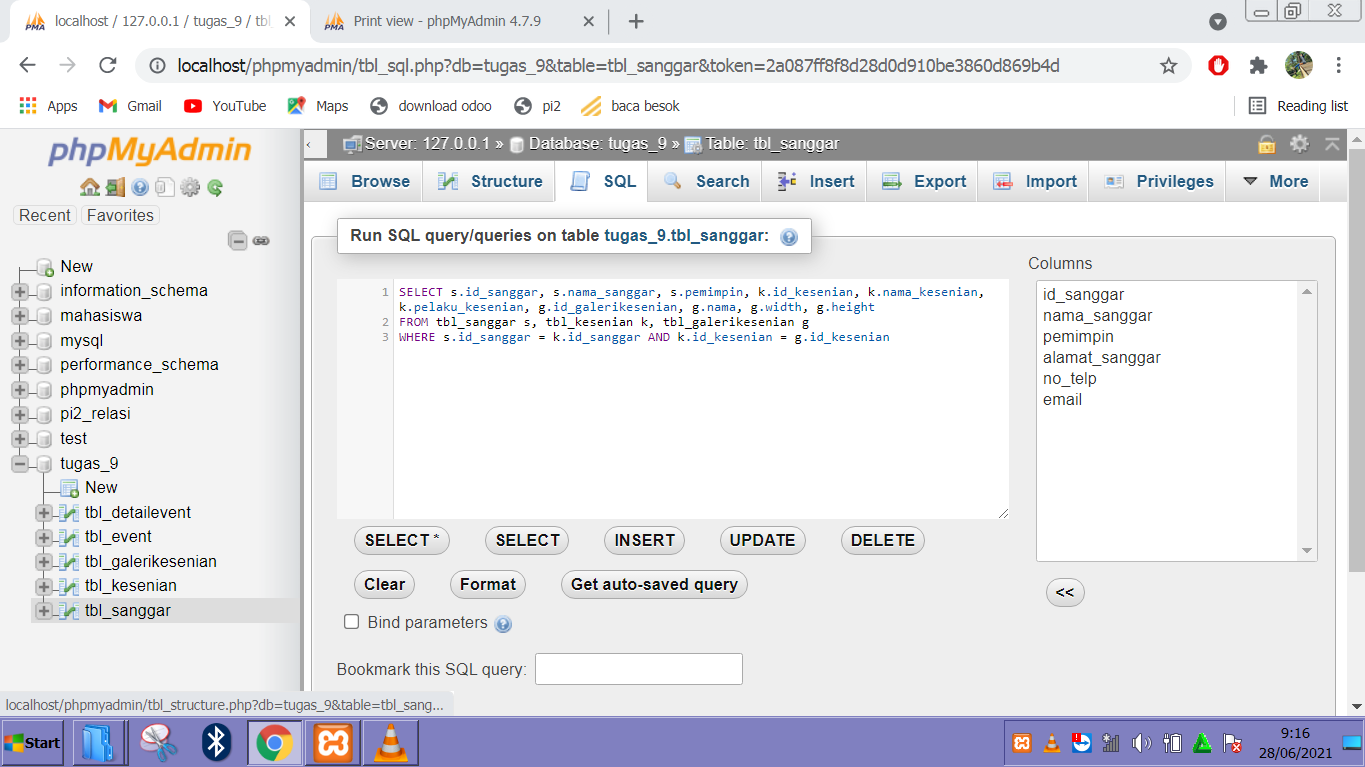 localhost / 127.0.0.1 / tugas_9 / tbl
Print view - phpMyAdmin 4.7.9
localhost/phpmyadmin/tbl_sql.php?db=tugas_9&table=tbl_sanggar&token=2a087ff8f8d28d0d910be3860d869b4d
Apps Gmail YouTube Maps download odoo pi2 baca besok Reading list
phpMyAdmin
Recent Favorites
New
information_schema
mahasiswa
mysql
performance_schema
phpmyadmin
pi2_relasi
test
tugas_9
New
tbl_detailevent
tbl_event
tbl_galerikesenian
tbl_kesenian
tbl_sanggar
Server: 127.0.0.1 » Database: tugas_9 » Table: tbl_sanggar
Browse Structure SQL Search Insert Export Import Privileges More
Run SQL query/queries on table tugas_9.tbl_sanggar:
1 SELECT s.id_sanggar, s.nama_sanggar, s.pemimpin, k.id_kesenian, k.nama_kesenian,
k.pelaku_kesenian, g.id_galerikesenian, g.nama, g.width, g.height
2 FROM tbl_sanggar s, tbl_kesenian k, tbl_galerikesenian g
3 WHERE s.id_sanggar = k.id_sanggar AND k.id_kesenian = g.id_kesenian
Columns
id_sanggar
nama_sanggar
pemimpin
alamat_sanggar
no_telp
email
SELECT * SELECT INSERT UPDATE DELETE
Clear Format Get auto-saved query
<<
Bind parameters
Bookmark this SQL query:
localhost/phpmyadmin/tbl_structure.php?db=tugas_9&table=tbl_sang...
Start
9:16
28/06/2021